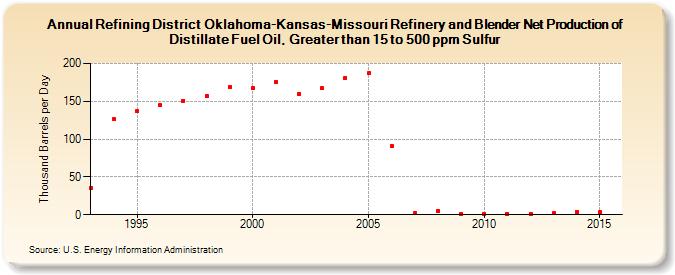 Annual Refining District Oklahoma-Kansas-Missouri Refinery and Blender Net Production of
Distillate Fuel Oil, Greater than 15 to 500 ppm Sulfur
Thousand Barrels per Day
200
150
100
50
0
1995 2000 2005 2010 2015
Source: U.S. Energy Information Administration